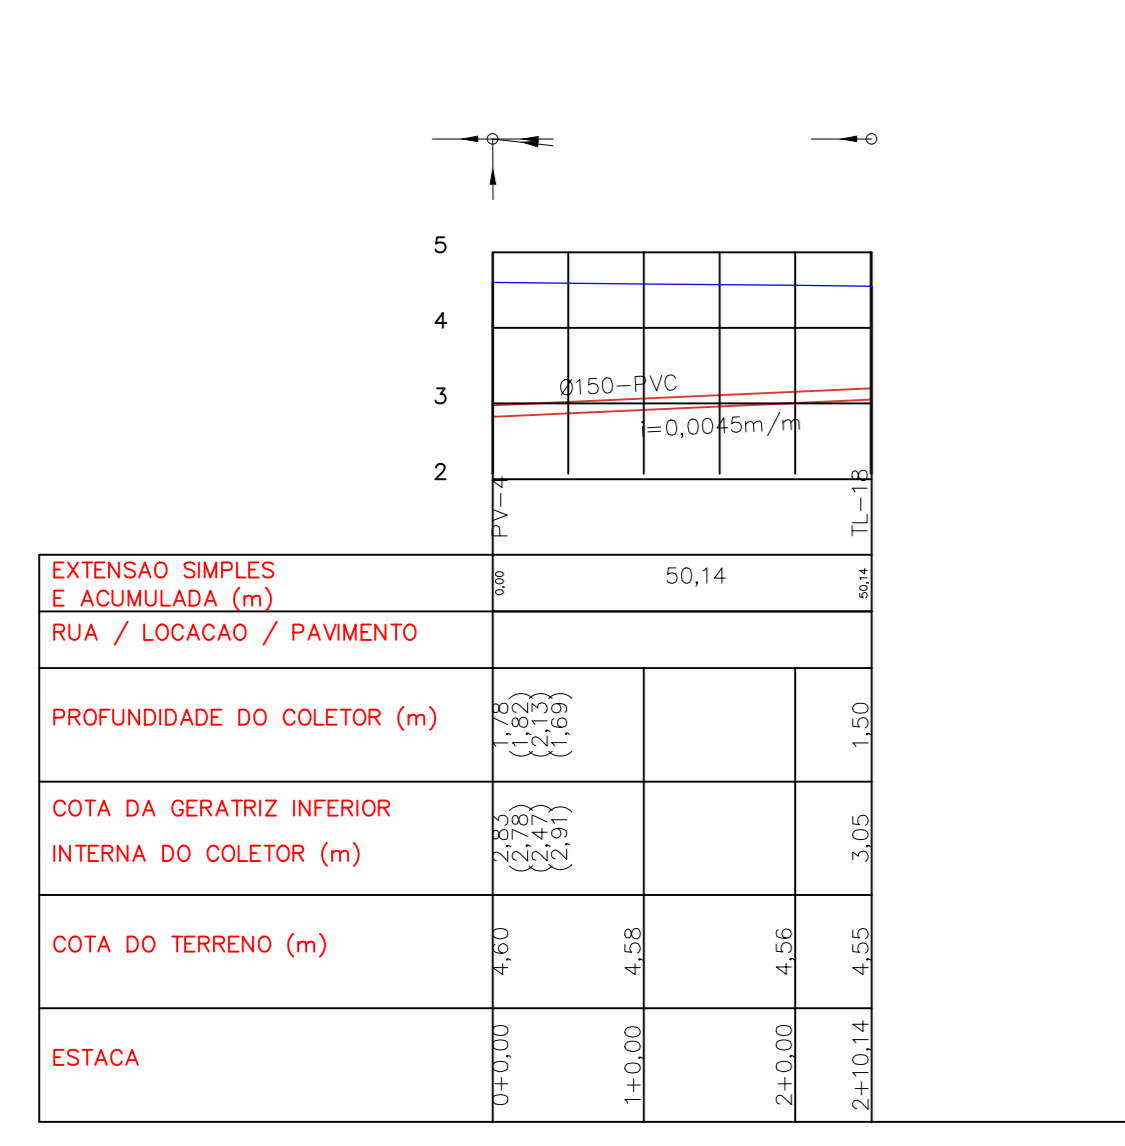 5
4
3
2
Ø150-PVC
i=0,0045m/m
PV-4
TL-18
EXTENSAO SIMPLES
E ACUMULADA (m)
0,00
50,14
50,14
RUA / LOCACAO / PAVIMENTO
PROFUNDIDADE DO COLETOR (m)
1,78
(1,82)
(2,13)
(1,69)
1,50
COTA DA GERATRIZ INFERIOR
INTERNA DO COLETOR (m)
2,83
(2,78)
(2,47)
(2,91)
3,05
COTA DO TERRENO (m)
4,60
4,58
4,56
4,55
ESTACA
0+0,00
1+0,00
2+0,00
2+10,14